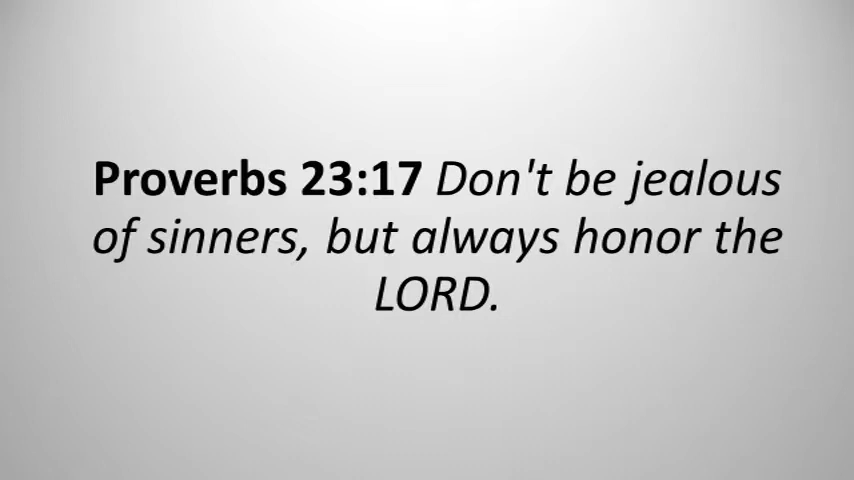 Proverbs 23:17 Don't be jealous
of sinners, but always honor the
LORD.